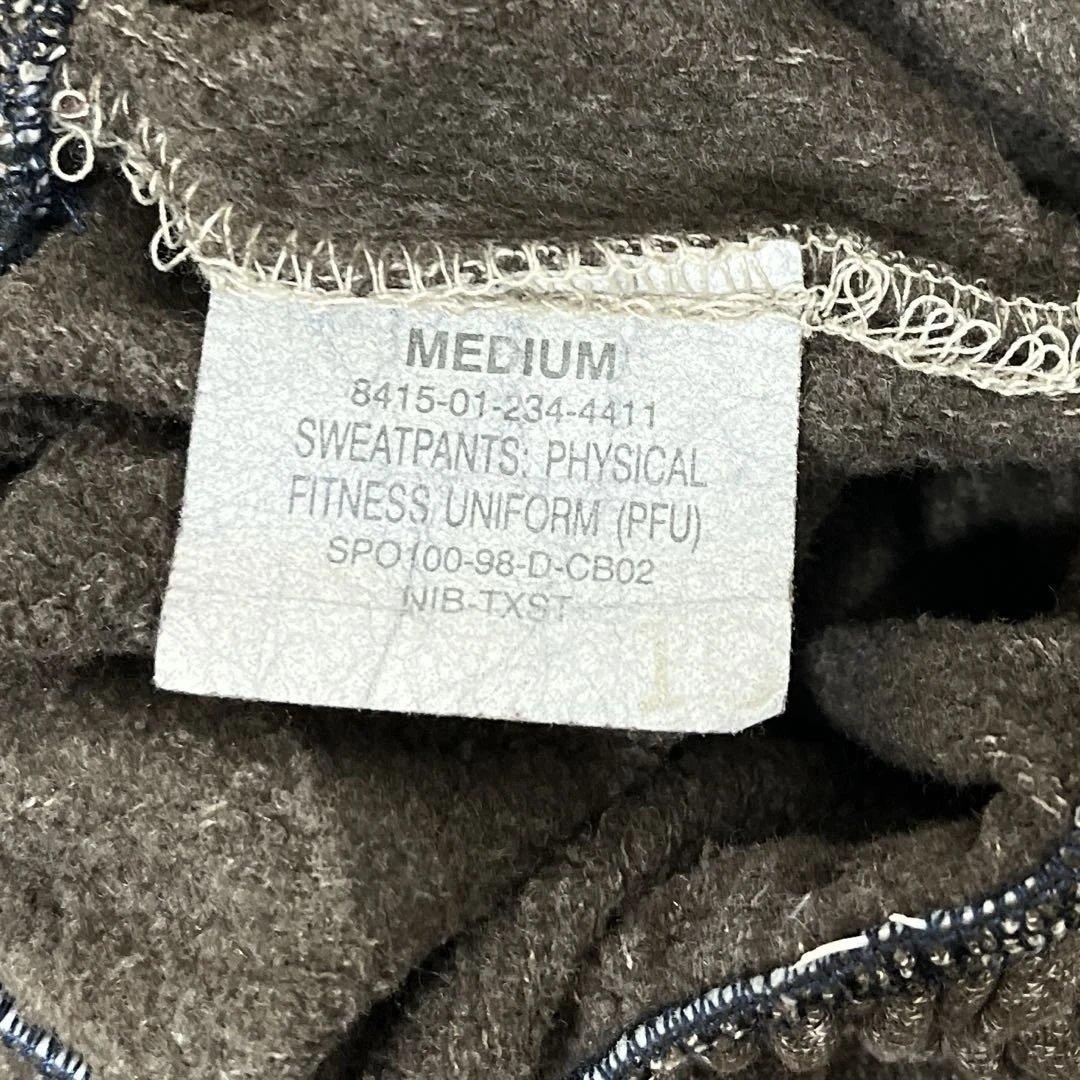 MEDIUM
8415-01-234-4411
SWEATPANTS: PHYSICAL
FITNESS UNIFORM (PFU)
SPO100-98-D-CB02
NIB-TXST